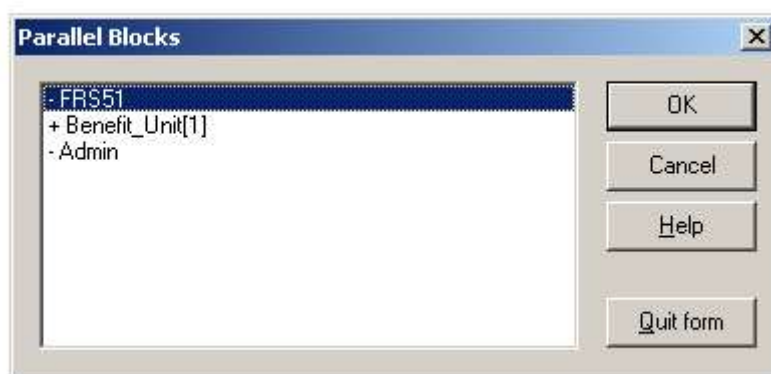 Parallel Blocks
- FRS51
+ Benefit_Unit[1]
- Admin
OK
Cancel
Help
Quit form